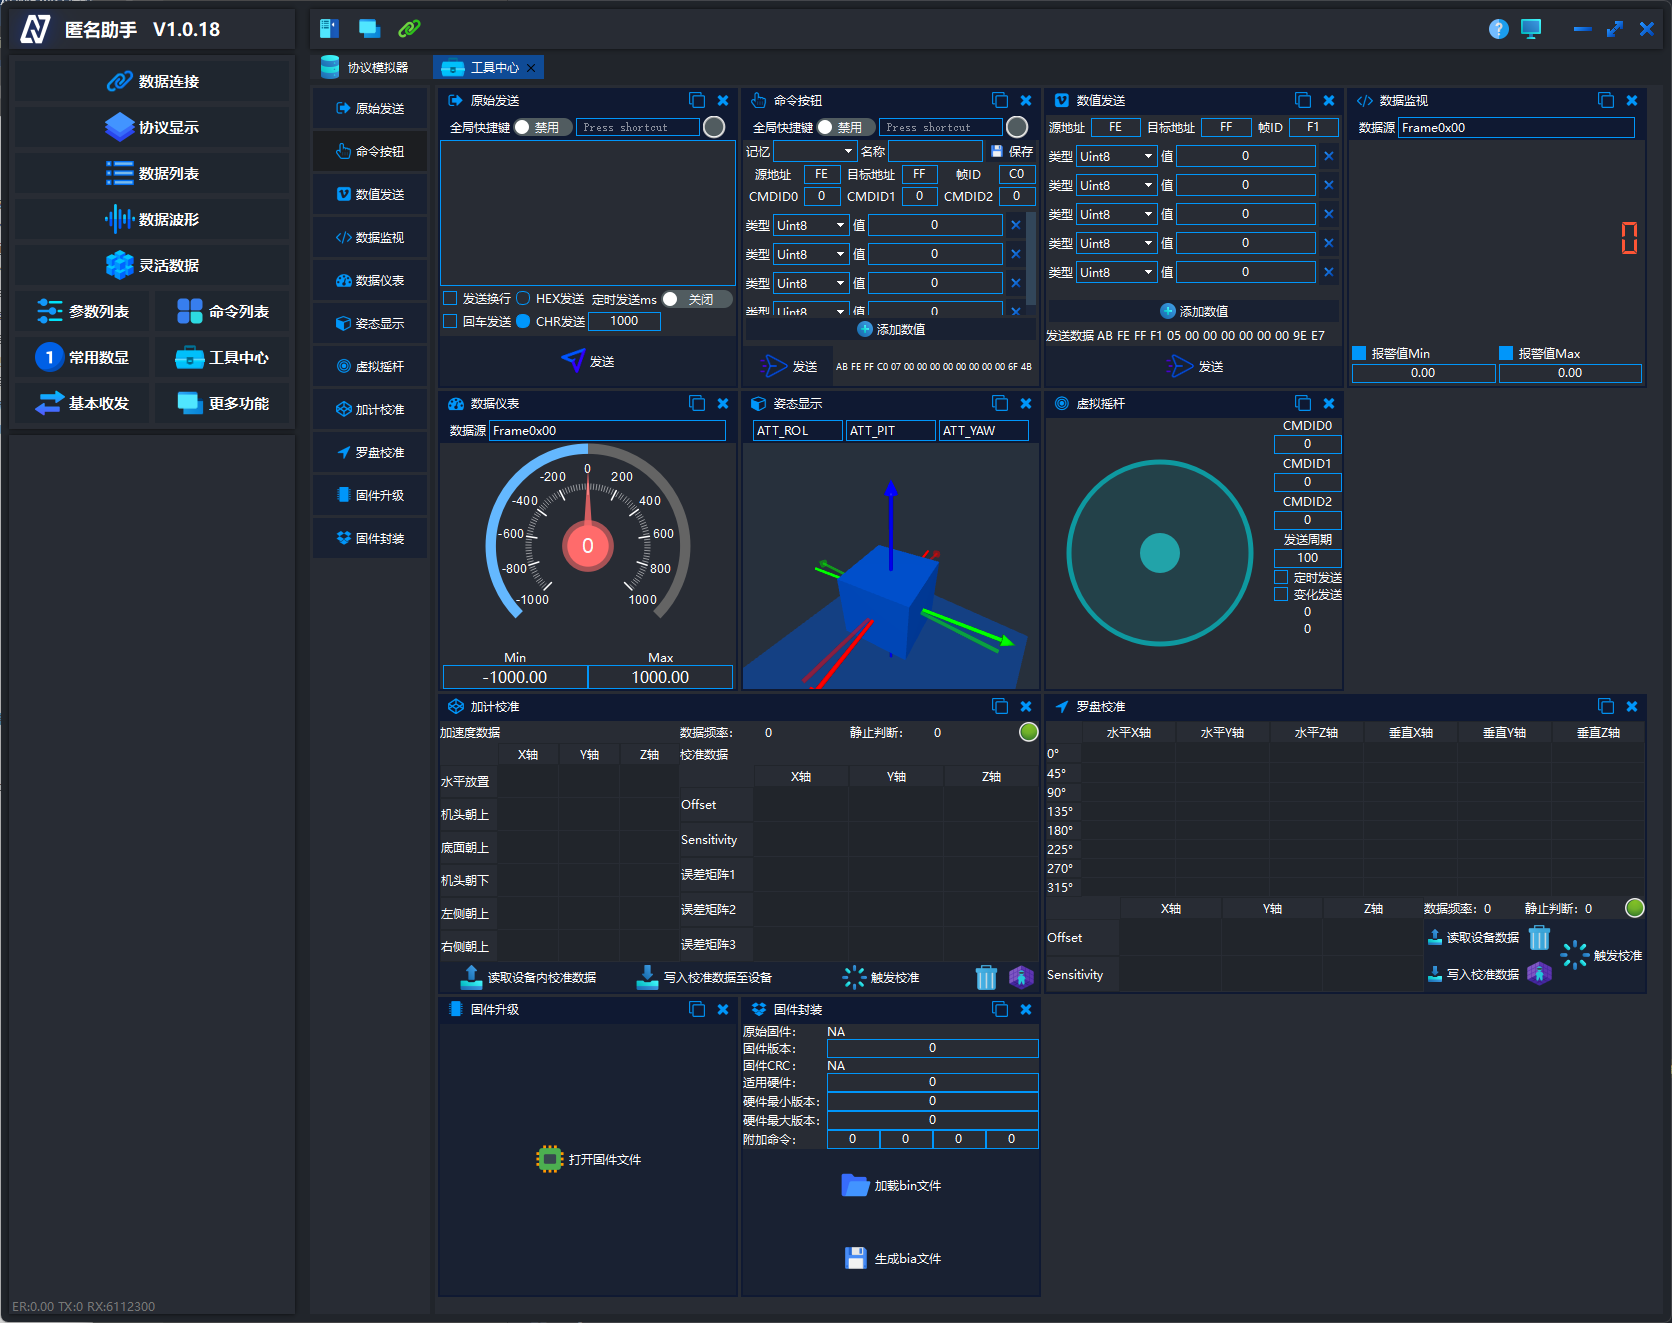 匿名助手 V1.0.18
数据连接
协议显示
数据列表
数据波形
灵活数据
参数列表 命令列表
常用数显 工具中心
基本收发 更多功能
ER:0.00 TX:0 RX:6112300
协议模拟器 工具中心
原始发送
命令按钮
数值发送
数据监视
数据仪表
姿态显示
虚拟摇杆
加计校准
罗盘校准
固件升级
固件封装
原始发送
全局快捷键 禁用 Press shortcut
发送换行 HEX发送 定时发送ms 关闭
回车发送 CHR发送 1000
发送
命令按钮
全局快捷键 禁用 Press shortcut
记忆 名称 保存
源地址 FE 目标地址 FF 帧ID C0
CMDID0 0 CMDID1 0 CMDID2 0
类型 Uint8 值 0
类型 Uint8 值 0
类型 Uint8 值 0
类型 Uint8 值 0
添加数值
发送 AB FE FF C0 07 00 00 00 00 00 00 00 6F 4B
数值发送
源地址 FE 目标地址 FF 帧ID F1
类型 Uint8 值 0
类型 Uint8 值 0
类型 Uint8 值 0
类型 Uint8 值 0
类型 Uint8 值 0
添加数值
发送数据 AB FE FF F1 05 00 00 00 00 00 00 9E E7
发送
数据监视
数据源 Frame0x00
0
报警值Min 报警值Max
0.00 0.00
数据仪表
数据源 Frame0x00
0
-200 200
-400 400
-600 600
0
-800 800
-1000 1000
Min Max
-1000.00 1000.00
姿态显示
ATT_ROL ATT_PIT ATT_YAW
虚拟摇杆
CMDID0
0
CMDID1
0
CMDID2
0
发送周期
100
定时发送
变化发送
0
0
加计校准
加速度数据 数据频率: 0 静止判断: 0
X轴 Y轴 Z轴 校准数据
水平放置
机头朝上
底面朝上
机头朝下
左侧朝上
右侧朝上
X轴 Y轴 Z轴
Offset
Sensitivity
误差矩阵1
误差矩阵2
误差矩阵3
读取设备内校准数据 写入校准数据至设备 触发校准
罗盘校准
水平X轴 水平Y轴 水平Z轴 垂直X轴 垂直Y轴 垂直Z轴
0°
45°
90°
135°
180°
225°
270°
315°
X轴 Y轴 Z轴 数据频率: 0 静止判断: 0
Offset 读取设备数据
触发校准
Sensitivity 写入校准数据
固件升级
打开固件文件
固件封装
原始固件: NA
固件版本: 0
固件CRC: NA
适用硬件: 0
硬件最小版本: 0
硬件最大版本: 0
附加命令: 0 0 0 0
加载bin文件
生成bia文件